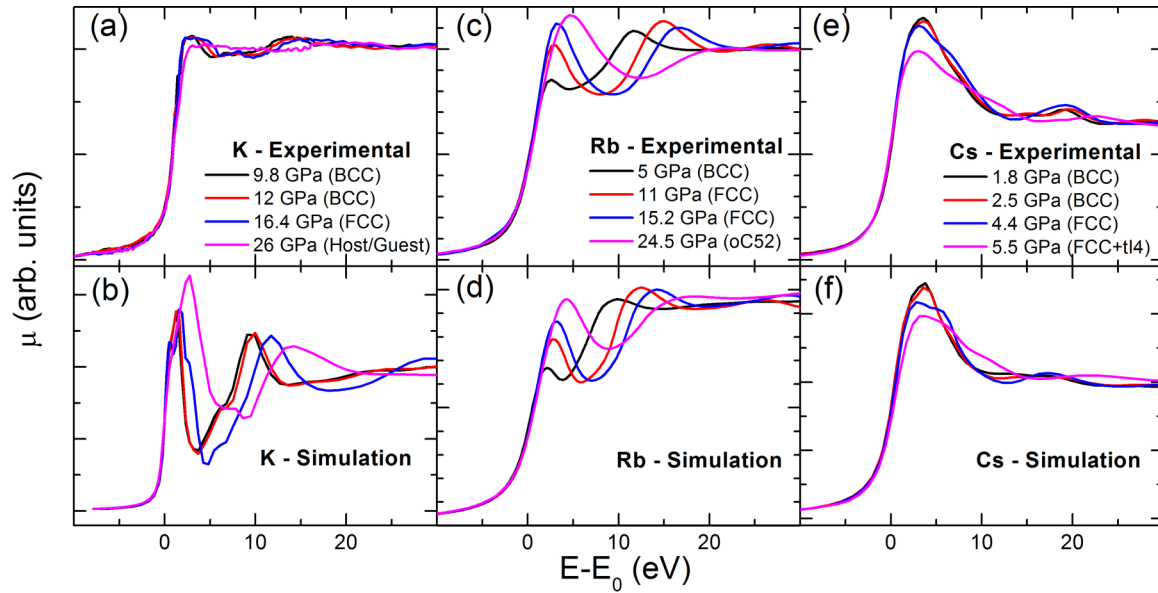 (a)
K - Experimental
9.8 GPa (BCC)
12 GPa (BCC)
16.4 GPa (FCC)
26 GPa (Host/Guest)
(c)
Rb - Experimental
5 GPa (BCC)
11 GPa (FCC)
15.2 GPa (FCC)
24.5 GPa (oC52)
(e)
Cs - Experimental
1.8 GPa (BCC)
2.5 GPa (BCC)
4.4 GPa (FCC)
5.5 GPa (FCC+tI4)
(b)
K - Simulation
(d)
Rb - Simulation
(f)
Cs - Simulation
μ (arb. units)
0 10 20 0 10 20 0 10 20
E-E₀ (eV)